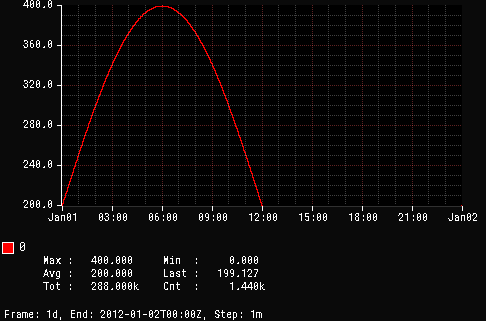 400.0
360.0
320.0
280.0
240.0
200.0
Jan01 03:00 06:00 09:00 12:00 15:00 18:00 21:00 Jan02
0
Max : 400.000 Min : 0.000
Avg : 200.000 Last : 199.127
Tot : 288.000k Cnt : 1.440k
Frame: 1d, End: 2012-01-02T00:00Z, Step: 1m